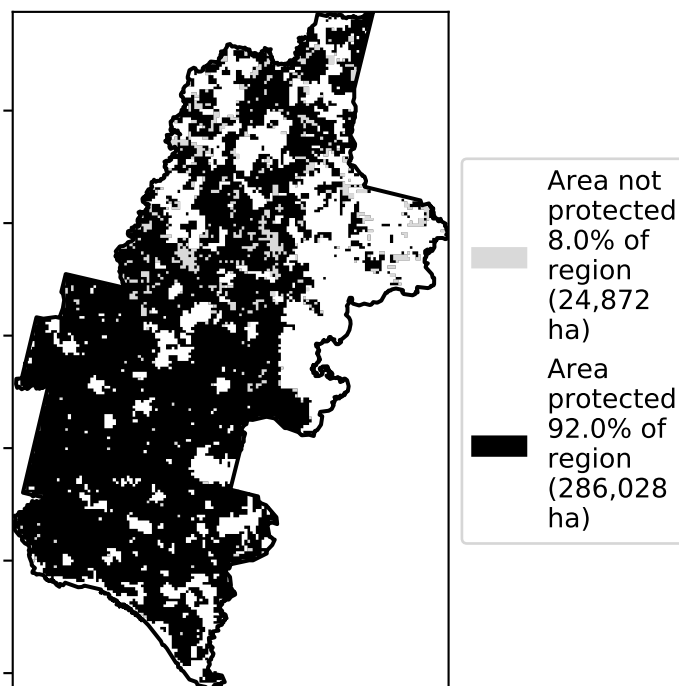 Area not
protected
8.0% of
region
(24,872
ha)
Area
protected
92.0% of
region
(286,028
ha)